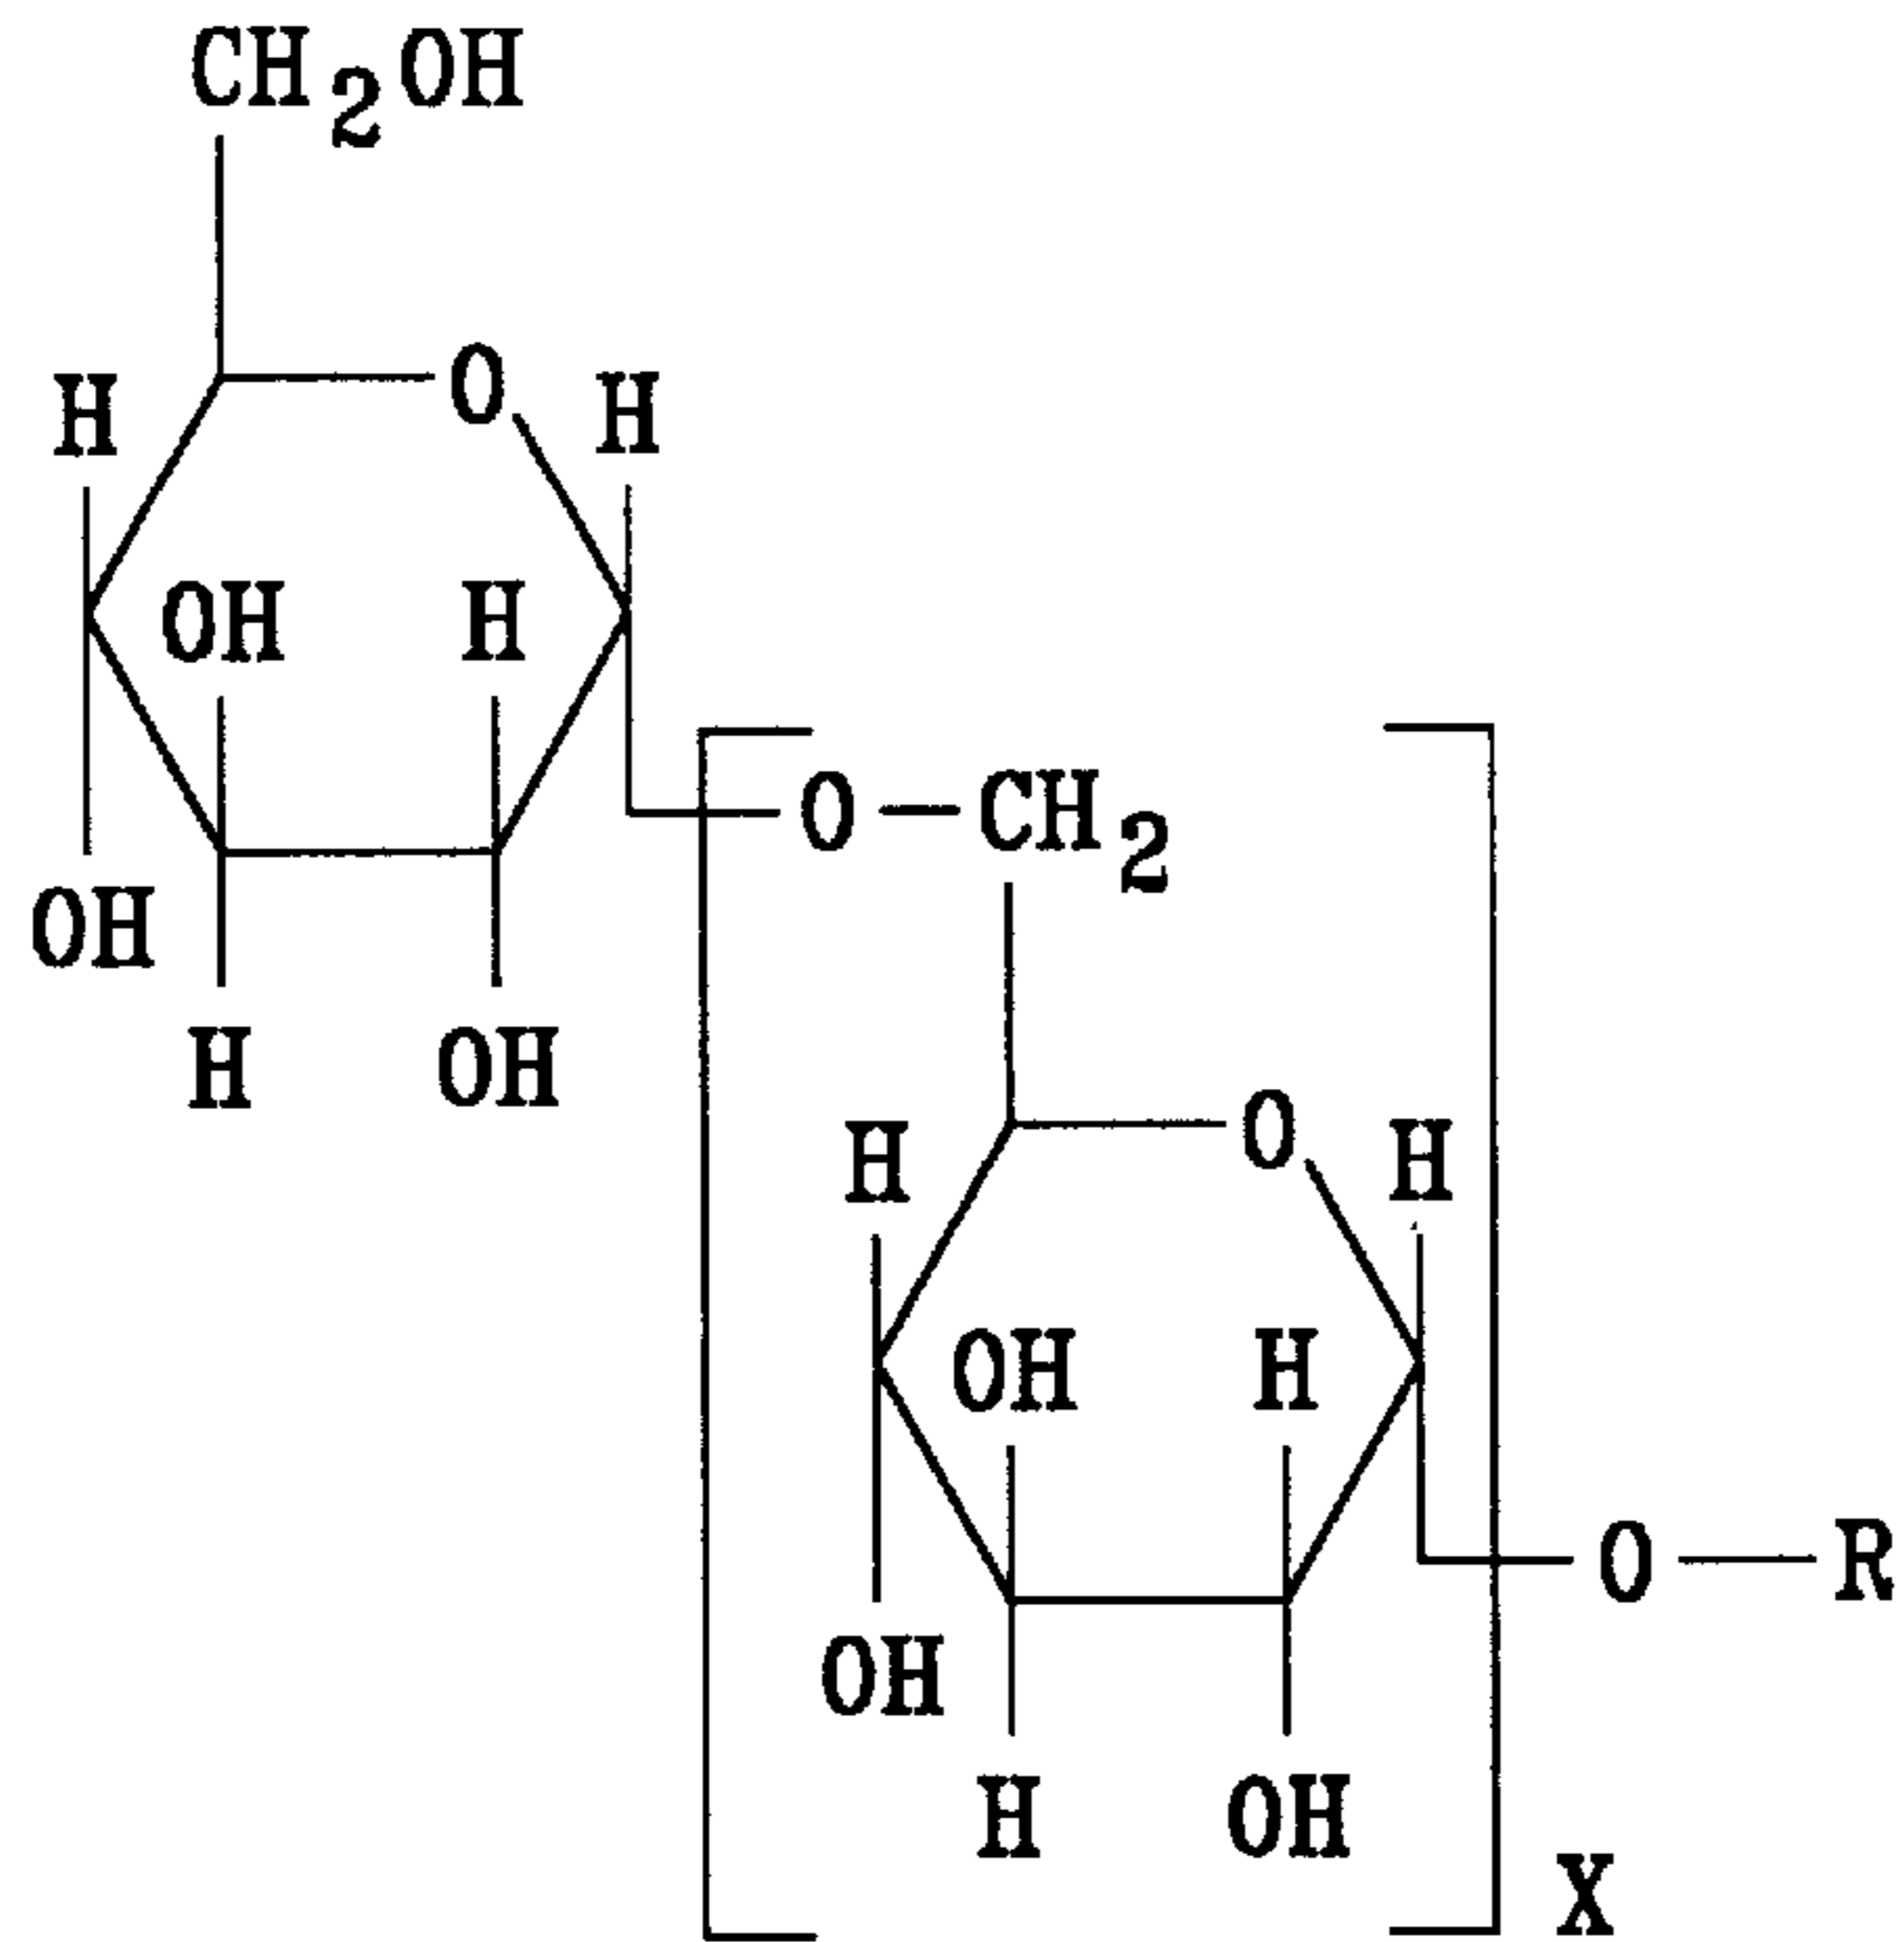 CH2OH
H O H
OH H
O CH2
OH
H OH
H O H
OH H
O R
OH
H OH
X